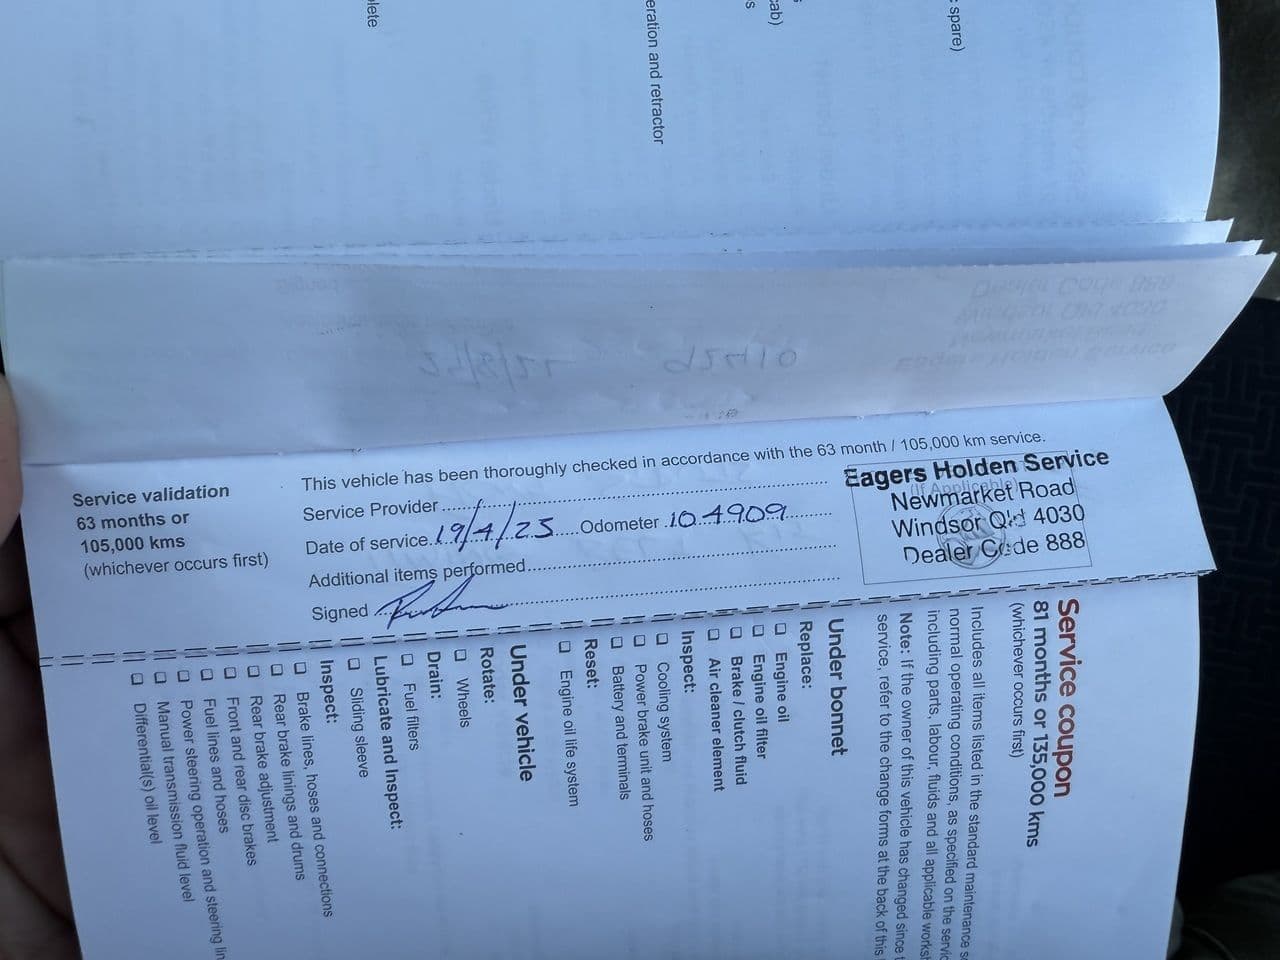 olete
eration and retractor
cab)
s
s
: spare)
Service validation
63 months or
105,000 kms
(whichever occurs first)
This vehicle has been thoroughly checked in accordance with the 63 month / 105,000 km service.
Service Provider
Date of service 19/4/23 Odometer 104909
Additional items performed
Signed
(If Applicable)
Eagers Holden Service
Newmarket Road
Windsor Qld 4030
Dealer Code 888
Service coupon
81 months or 135,000 kms
(whichever occurs first)
Includes all items listed in the standard maintenance
normal operating conditions, as specified on the servic
including parts, labour, fluids and all applicable works
Note: If the owner of this vehicle has changed since
service, refer to the change forms at the back of this
Under bonnet
Replace:
❑ Engine oil
❑ Engine oil filter
❑ Brake / clutch fluid
❑ Air cleaner element
Inspect:
❑ Cooling system
❑ Power brake unit and hoses
❑ Battery and terminals
Reset:
❑ Engine oil life system
Under vehicle
Rotate:
❑ Wheels
Drain:
❑ Fuel filters
Lubricate and Inspect:
❑ Sliding sleeve
Inspect:
❑ Brake lines, hoses and connections
❑ Rear brake linings and drums
❑ Rear brake adjustment
❑ Front and rear disc brakes
❑ Fuel lines and hoses
❑ Power steering operation and steering lin
❑ Manual transmission fluid level
❑ Differential(s) oil level